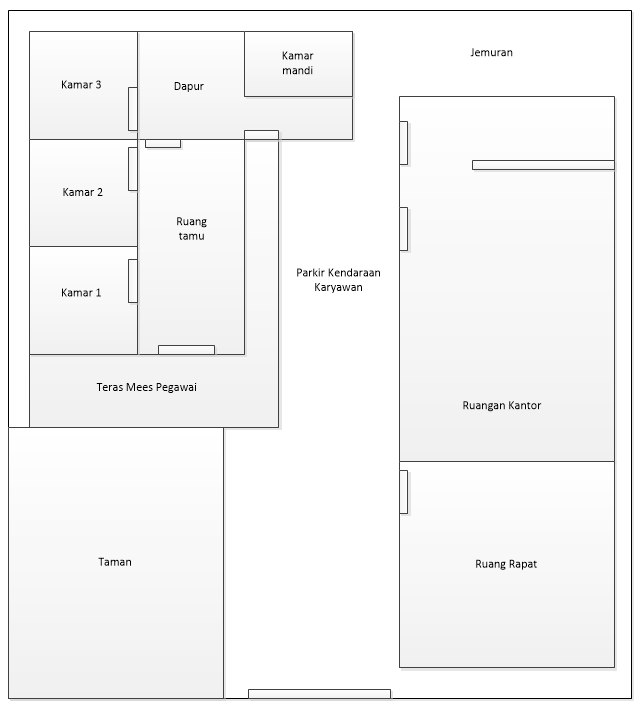 Jemuran
Kamar
mandi
Kamar 3
Dapur
Kamar 2
Ruang
tamu
Kamar 1
Parkir Kendaraan
Karyawan
Teras Mees Pegawai
Ruangan Kantor
Taman
Ruang Rapat